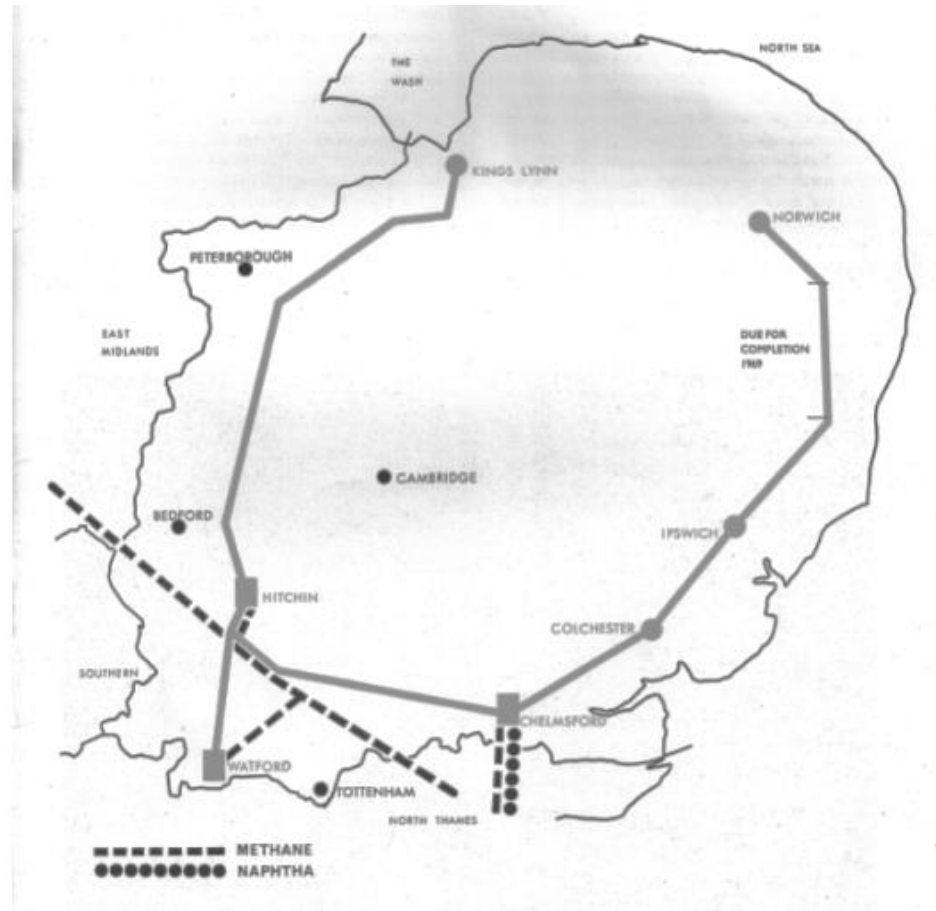 NORTH SEA
THE
WASH
KINGS LYNN
NORWICH
PETERBOROUGH
EAST
MIDLANDS
DUE FOR
COMPLETION
1969
CAMBRIDGE
BEDFORD
IPSWICH
HITCHIN
COLCHESTER
SOUTHERN
CHELMSFORD
WATFORD
TOTTENHAM
NORTH THAMES
METHANE
NAPHTHA